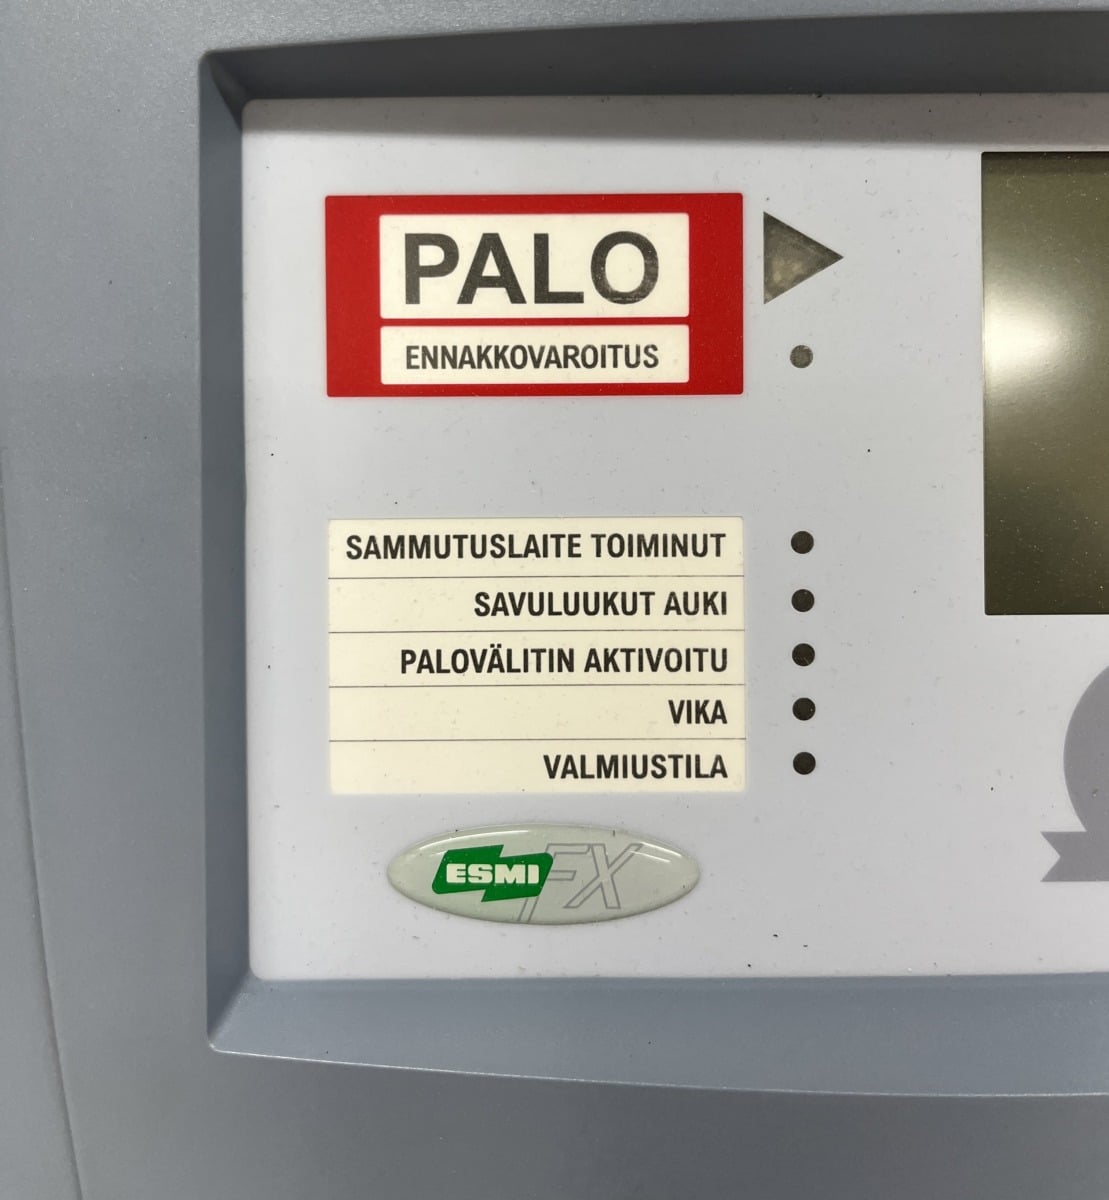 PALO
ENNAKKOVAROITUS
SAMMUTUSLAITE TOIMINUT
SAVULUUKUT AUKI
PALOVÄLITIN AKTIVOITU
VIKA
VALMIUSTILA
ESMI FX